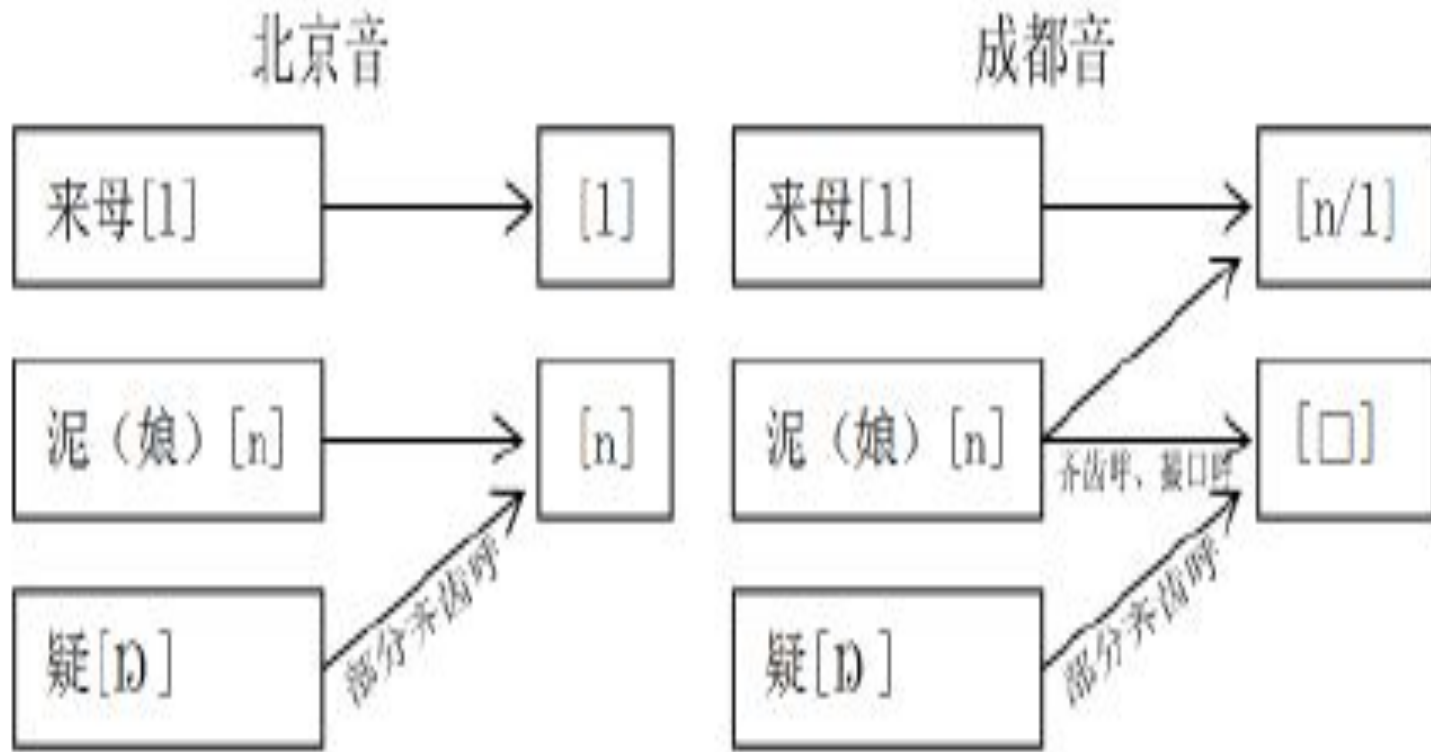 北京音
来母[l]
[l]
泥（娘）[n]
[n]
疑[ŋ]
部分齐齿呼
成都音
来母[l]
[n/l]
泥（娘）[n]
齐齿呼、撮口呼
[□]
疑[ŋ]
部分齐齿呼